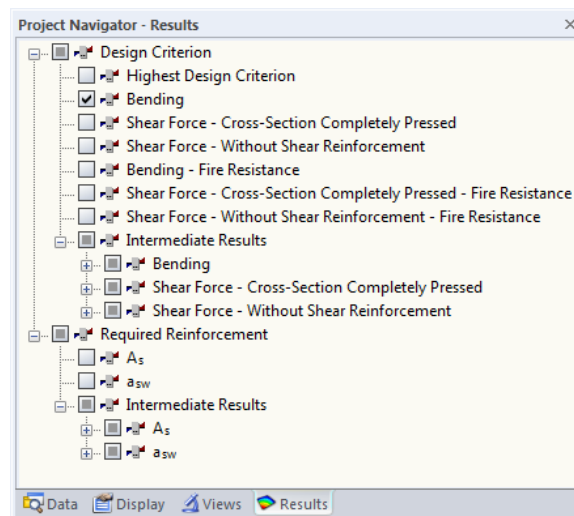 Project Navigator - Results
Design Criterion
Highest Design Criterion
Bending
Shear Force - Cross-Section Completely Pressed
Shear Force - Without Shear Reinforcement
Bending - Fire Resistance
Shear Force - Cross-Section Completely Pressed - Fire Resistance
Shear Force - Without Shear Reinforcement - Fire Resistance
Intermediate Results
Bending
Shear Force - Cross-Section Completely Pressed
Shear Force - Without Shear Reinforcement
Required Reinforcement
As
asw
Intermediate Results
As
asw
Data Display Views Results